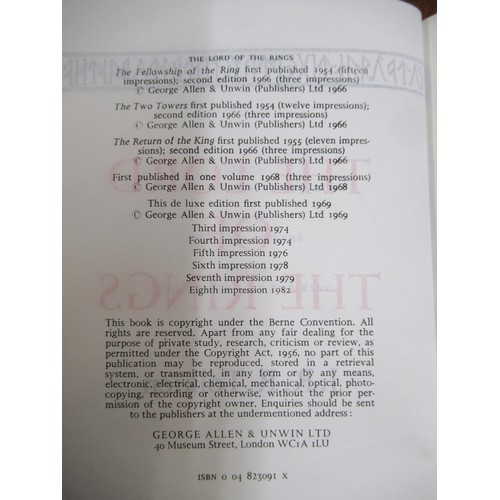 THE LORD OF THE RINGS
The Fellowship of the Ring first published 1954 (fifteen
impressions); second edition 1966 (three impressions)
© George Allen & Unwin (Publishers) Ltd 1966
The Two Towers first published 1954 (twelve impressions);
second edition 1966 (three impressions)
© George Allen & Unwin (Publishers) Ltd 1966
The Return of the King first published 1955 (eleven impres-
sions); second edition 1966 (three impressions)
© George Allen & Unwin (Publishers) Ltd 1966
First published in one volume 1968 (three impressions)
© George Allen & Unwin (Publishers) Ltd 1968
This de luxe edition first published 1969
© George Allen & Unwin (Publishers) Ltd 1969
Third impression 1974
Fourth impression 1974
Fifth impression 1976
Sixth impression 1978
Seventh impression 1979
Eighth impression 1982
This book is copyright under the Berne Convention. All
rights are reserved. Apart from any fair dealing for the
purpose of private study, research, criticism or review, as
permitted under the Copyright Act, 1956, no part of this
publication may be reproduced, stored in a retrieval
system, or transmitted, in any form or by any means,
electronic, electrical, chemical, mechanical, optical, photo-
copying, recording or otherwise, without the prior per-
mission of the copyright owner. Enquiries should be sent
to the publishers at the undermentioned address :
GEORGE ALLEN & UNWIN LTD
40 Museum Street, London WC1A 1LU
ISBN 0 04 823091 X